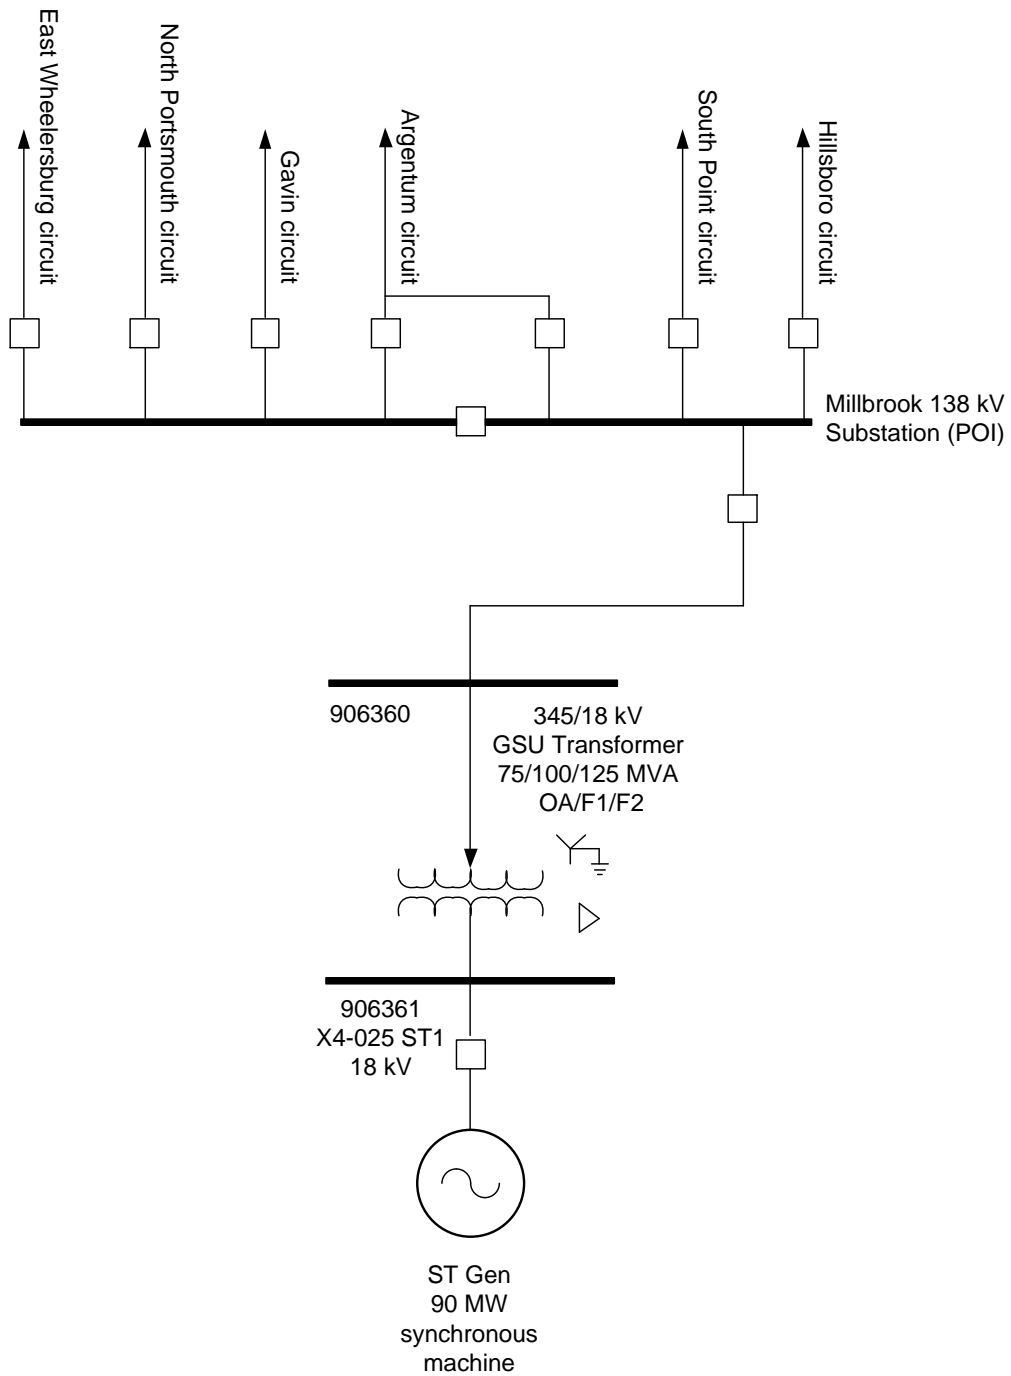 East Wheelersburg circuit
North Portsmouth circuit
Gavin circuit
Argentum circuit
South Point circuit
Hillsboro circuit
Millbrook 138 kV
Substation (POI)
906360
345/18 kV
GSU Transformer
75/100/125 MVA
OA/F1/F2
906361
X4-025 ST1
18 kV
ST Gen
90 MW
synchronous
machine